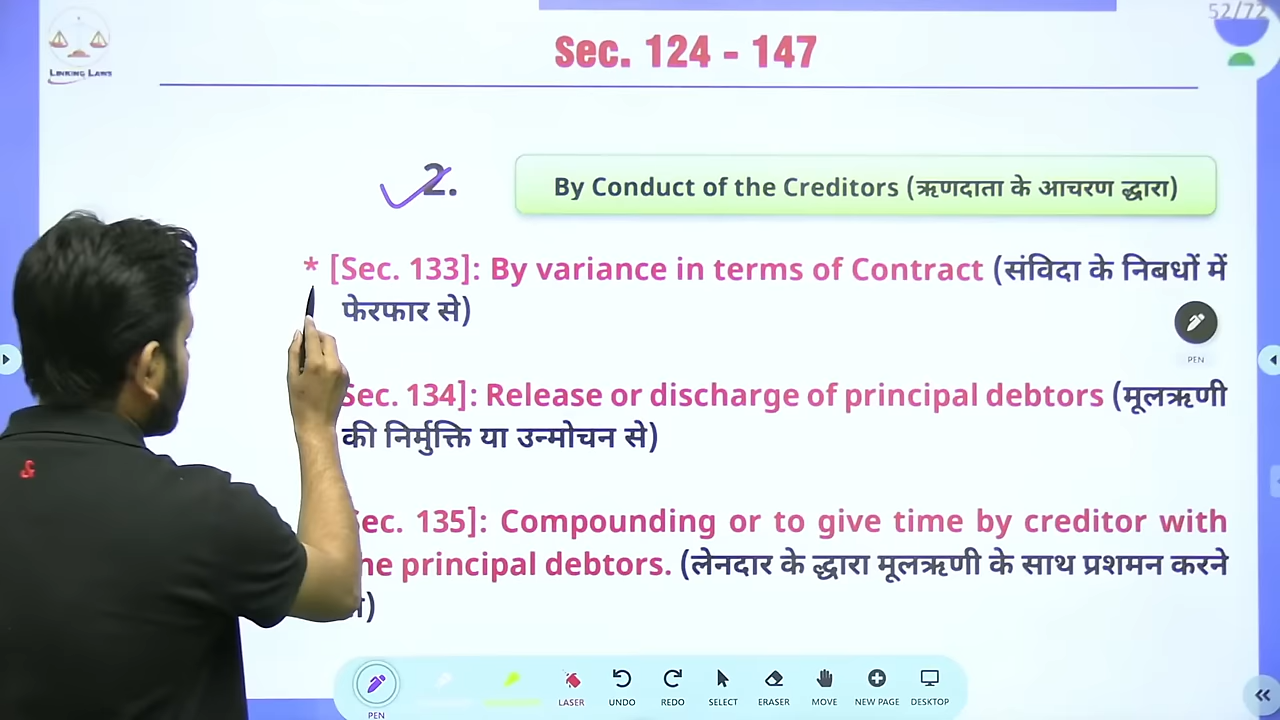 52/72
LINKING LAWS
Sec. 124 - 147
2.
By Conduct of the Creditors (ऋणदाता के आचरण द्धारा)
* [Sec. 133]: By variance in terms of Contract (संविदा के निबधों में
फेरफार से)
Sec. 134]: Release or discharge of principal debtors (मूलऋणी
की निर्मुक्ति या उन्मोचन से)
Sec. 135]: Compounding or to give time by creditor with
principal debtors. (लेनदार के द्धारा मूलऋणी के साथ प्रशमन करने
PEN
PEN
LASER
UNDO
REDO
SELECT
ERASER
MOVE
NEW PAGE
DESKTOP